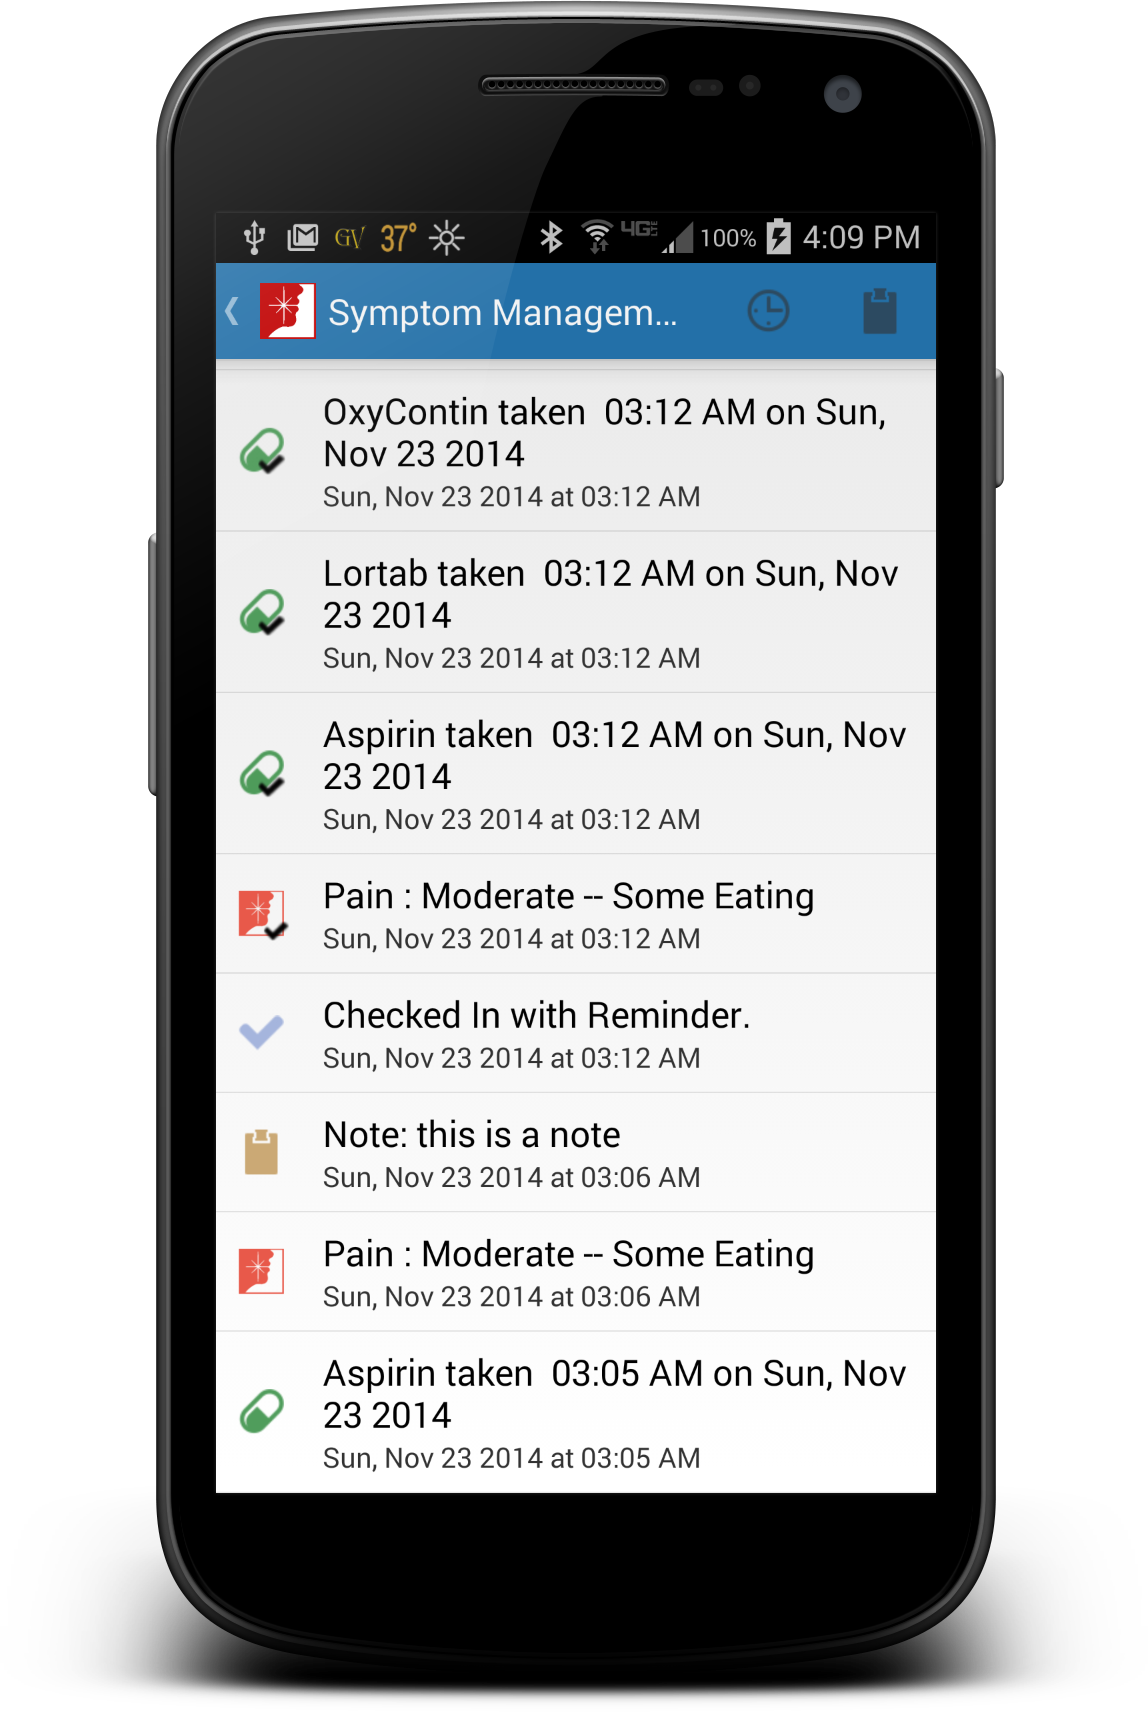 GV 37° 4G LTE 100% 4:09 PM
Symptom Managem...
OxyContin taken  03:12 AM on Sun,
Nov 23 2014
Sun, Nov 23 2014 at 03:12 AM
Lortab taken  03:12 AM on Sun, Nov
23 2014
Sun, Nov 23 2014 at 03:12 AM
Aspirin taken  03:12 AM on Sun, Nov
23 2014
Sun, Nov 23 2014 at 03:12 AM
Pain : Moderate -- Some Eating
Sun, Nov 23 2014 at 03:12 AM
Checked In with Reminder.
Sun, Nov 23 2014 at 03:12 AM
Note: this is a note
Sun, Nov 23 2014 at 03:06 AM
Pain : Moderate -- Some Eating
Sun, Nov 23 2014 at 03:06 AM
Aspirin taken  03:05 AM on Sun, Nov
23 2014
Sun, Nov 23 2014 at 03:05 AM